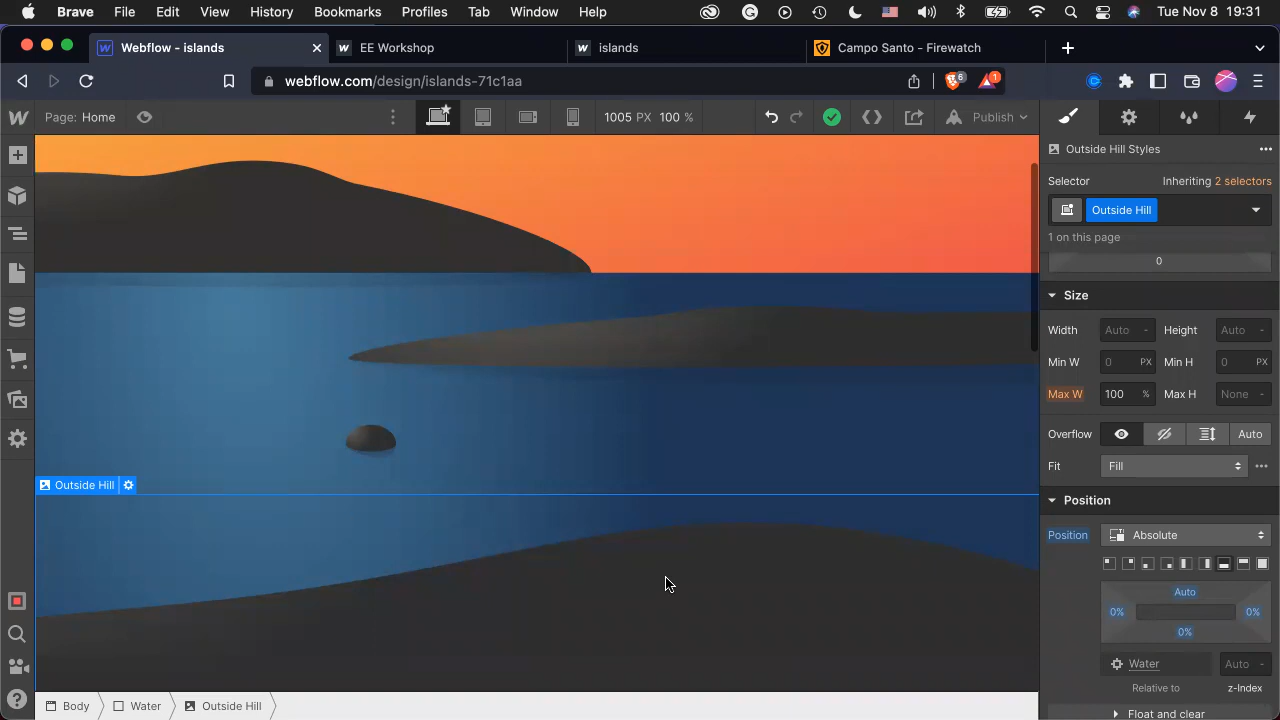 Brave File Edit View History Bookmarks Profiles Tab Window Help Tue Nov 8 19:31
Webflow - islands EE Workshop islands Campo Santo - Firewatch
webflow.com/design/islands-71c1aa 6 1
Page: Home 1005 PX 100 % Publish
Outside Hill Styles
Selector Inheriting 2 selectors
Outside Hill
1 on this page
0
Size
Width Auto - Height Auto -
Min W 0 PX Min H 0 PX
Max W 100 % Max H None -
Overflow Auto
Fit Fill
Outside Hill
Position
Position Absolute
Auto
0% 0%
0%
Water Auto -
Relative to z-Index
Float and clear
Body Water Outside Hill